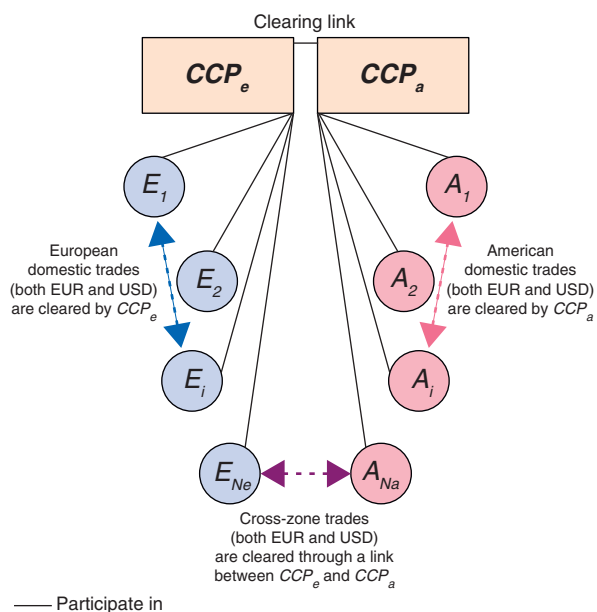 Clearing link
CCPe
CCPa
E1
A1
European
domestic trades
(both EUR and USD)
are cleared by CCPe
American
domestic trades
(both EUR and USD)
are cleared by CCPa
E2
A2
Ei
Ai
ENe
ANa
Cross-zone trades
(both EUR and USD)
are cleared through a link
between CCPe and CCPa
Participate in